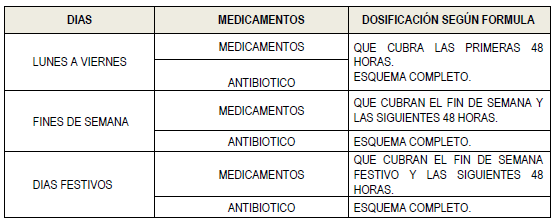 DIAS MEDICAMENTOS DOSIFICACIÓN SEGÚN FORMULA
LUNES A VIERNES
MEDICAMENTOS
QUE CUBRA LAS PRIMERAS 48
HORAS.
ESQUEMA COMPLETO.
ANTIBIOTICO
FINES DE SEMANA
MEDICAMENTOS
QUE CUBRAN EL FIN DE SEMANA Y
LAS SIGUIENTES 48 HORAS.
ANTIBIOTICO
ESQUEMA COMPLETO.
DIAS FESTIVOS
MEDICAMENTOS
QUE CUBRAN EL FIN DE SEMANA
FESTIVO Y LAS SIGUIENTES 48
HORAS.
ANTIBIOTICO
ESQUEMA COMPLETO.